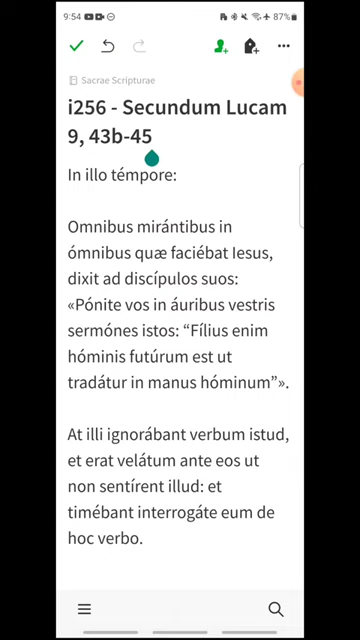 9:54
87%
Sacrae Scripturae
i256 - Secundum Lucam
9, 43b-45
In illo témpore:
Omnibus mirántibus in
ómnibus quæ faciébat Iesus,
dixit ad discípulos suos:
«Pónite vos in áuribus vestris
sermónes istos: “Fílius enim
hóminis futúrum est ut
tradátur in manus hóminum”».
At illi ignorábant verbum istud,
et erat velátum ante eos ut
non sentírent illud: et
timébant interrogáte eum de
hoc verbo.